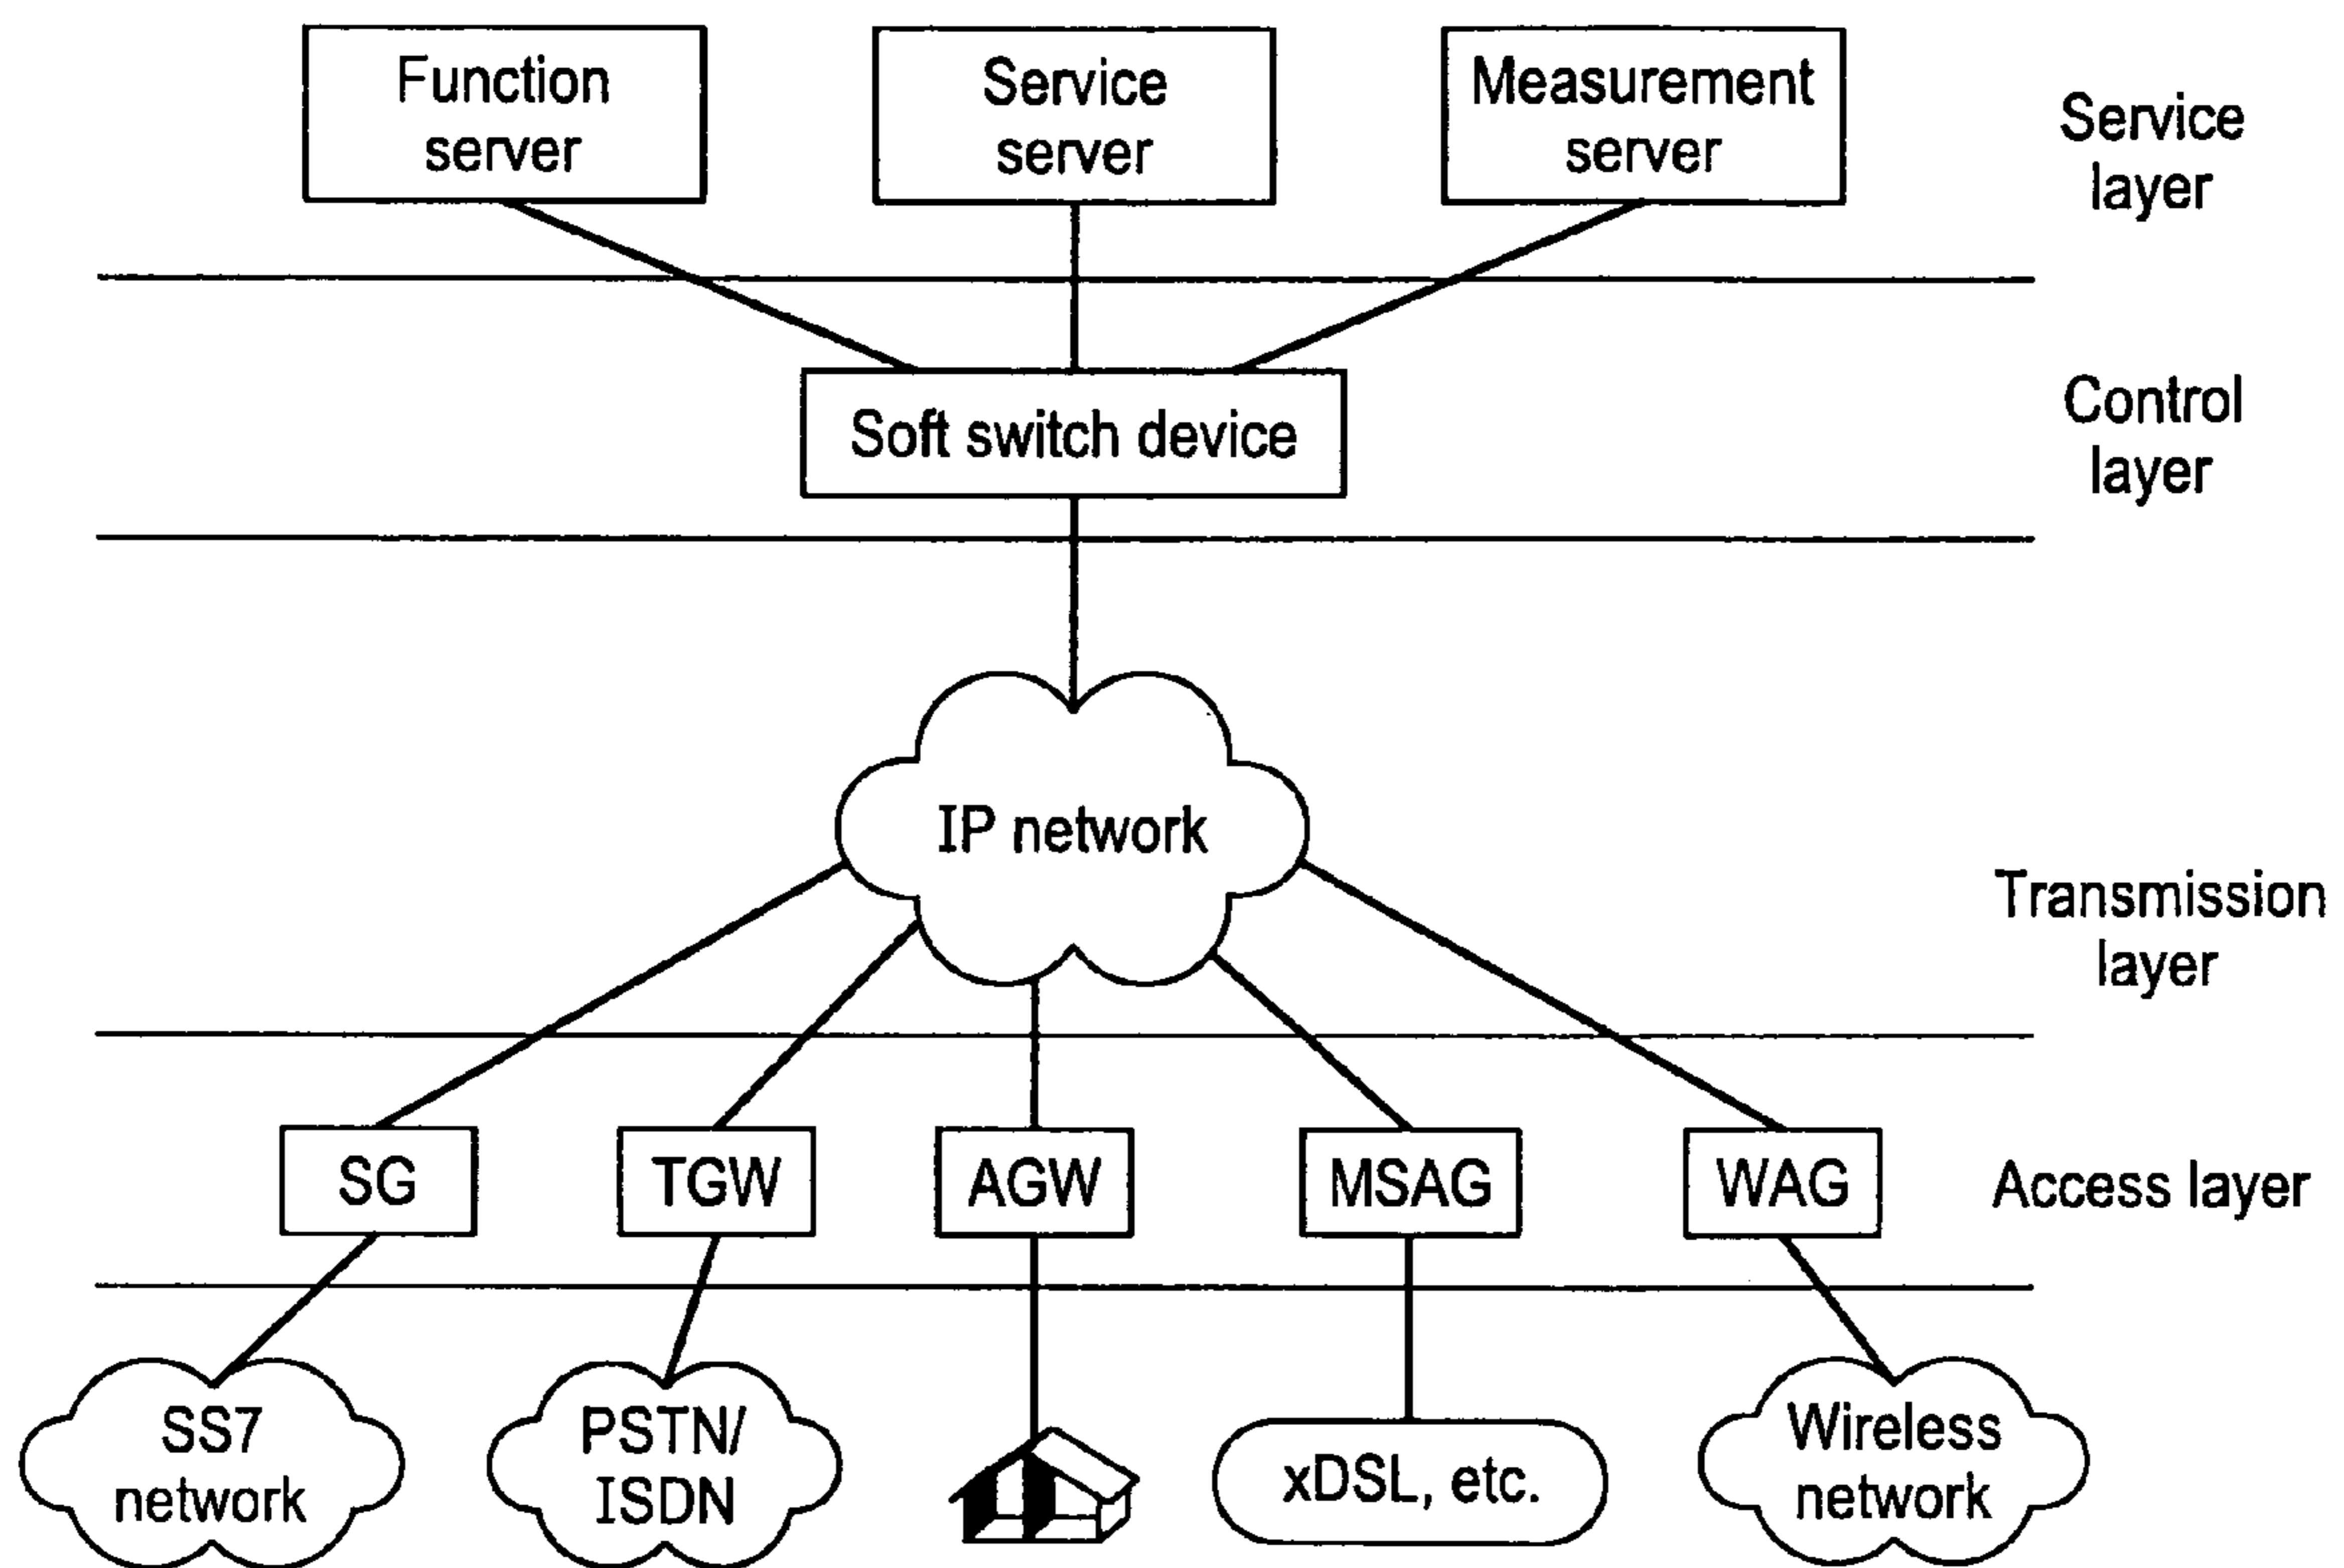 Function
server
Service
server
Measurement
server
Service
layer
Soft switch device
Control
layer
IP network
Transmission
layer
SG
TGW
AGW
MSAG
WAG
Access layer
SS7
network
PSTN/
ISDN
xDSL, etc.
Wireless
network